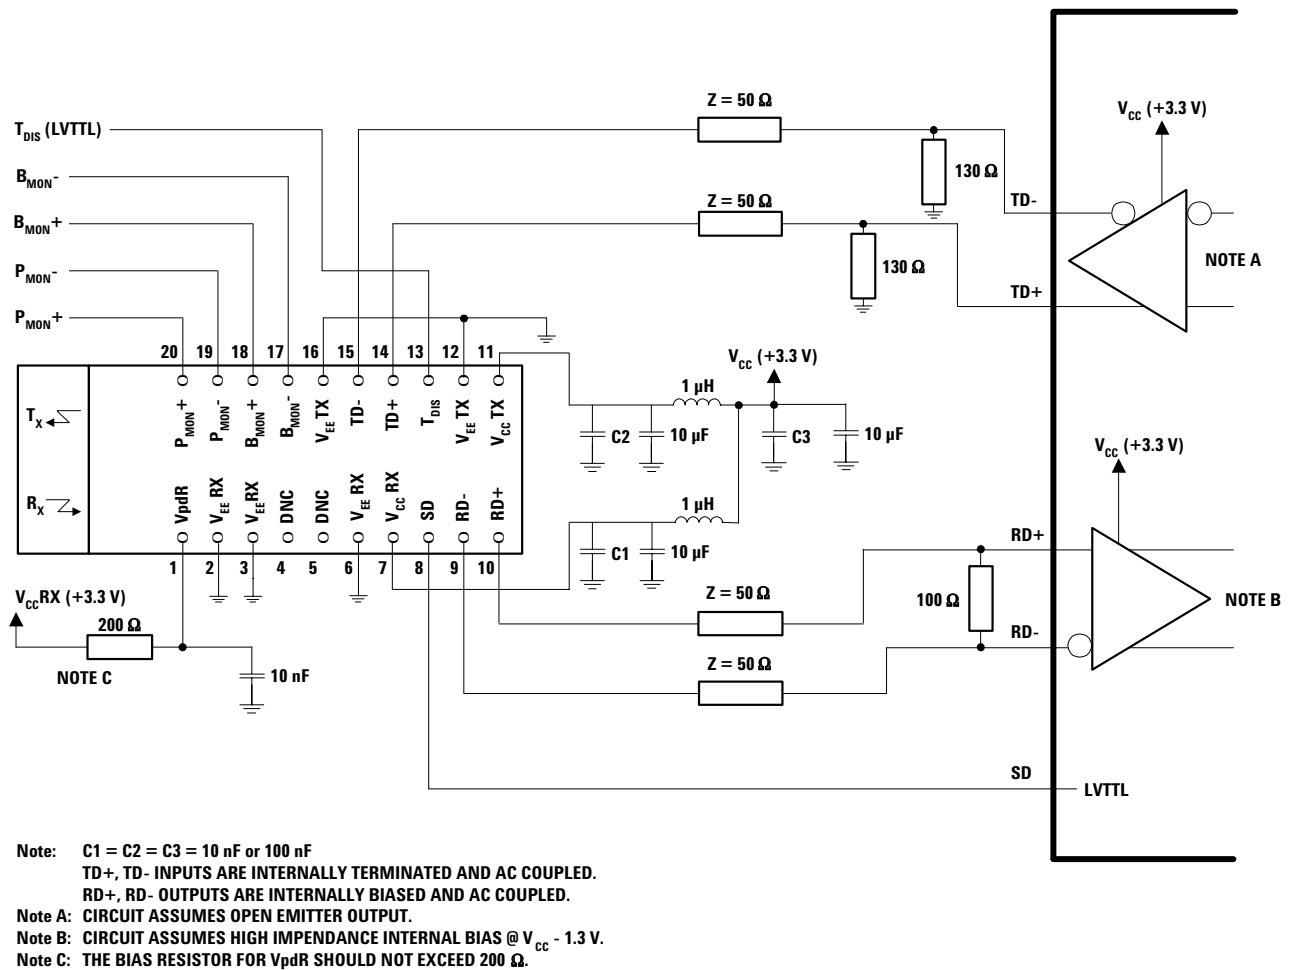 Z = 50 Ω
V_CC (+3.3 V)
T_DIS (LVTTL)
130 Ω
B_MON-
TD-
Z = 50 Ω
B_MON+
NOTE A
130 Ω
P_MON-
TD+
P_MON+
20 19 18 17 16 15 14 13 12 11
V_CC (+3.3 V)
1 µH
T_X
P_MON+
P_MON-
B_MON+
B_MON-
V_EE TX
TD-
TD+
T_DIS
V_EE TX
V_CC TX
C2
10 µF
C3
10 µF
V_CC (+3.3 V)
R_X
VpdR
V_EE RX
V_EE RX
DNC
DNC
V_EE RX
V_CC RX
SD
RD-
RD+
1 µH
C1
10 µF
RD+
1 2 3 4 5 6 7 8 9 10
V_CCRX (+3.3 V)
Z = 50 Ω
100 Ω
NOTE B
200 Ω
RD-
NOTE C
10 nF
Z = 50 Ω
SD
LVTTL
Note: C1 = C2 = C3 = 10 nF or 100 nF
TD+, TD- INPUTS ARE INTERNALLY TERMINATED AND AC COUPLED.
RD+, RD- OUTPUTS ARE INTERNALLY BIASED AND AC COUPLED.
Note A: CIRCUIT ASSUMES OPEN EMITTER OUTPUT.
Note B: CIRCUIT ASSUMES HIGH IMPENDANCE INTERNAL BIAS @ V_CC - 1.3 V.
Note C: THE BIAS RESISTOR FOR VpdR SHOULD NOT EXCEED 200 Ω.